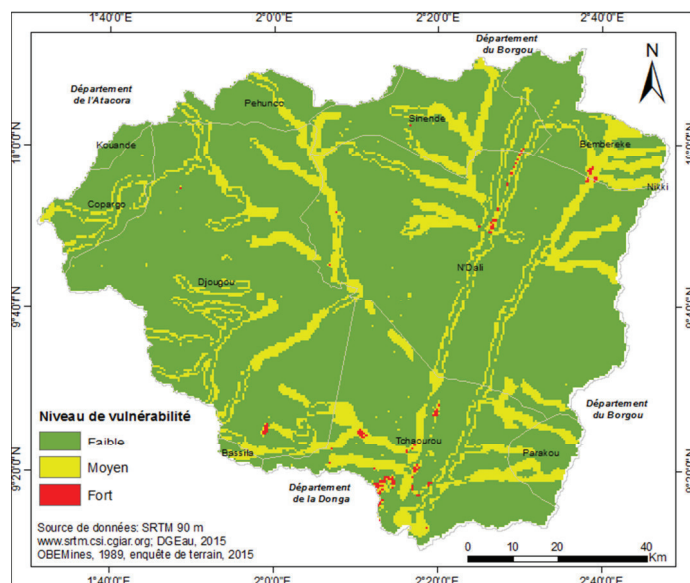 1°40'0"E 2°0'0"E 2°20'0"E 2°40'0"E
Département
du Borgou
N
Département
de l'Atacora
Pehunco
Sinende
Kouande
Bembereke
Nikki
Copargo
N'Dali
Djougou
9°40'0"N
9°40'0"N
Département
du Borgou
Niveau de vulnérabilité
Faible
Moyen
Fort
Bassila
Tchaourou
Parakou
9°20'0"N
9°20'0"N
Département
de la Donga
Source de données: SRTM 90 m
www.srtm.csi.cgiar.org; DGEau, 2015
OBEMines, 1989, enquête de terrain, 2015
0 10 20 40
Km
1°40'0"E 2°0'0"E 2°20'0"E 2°40'0"E